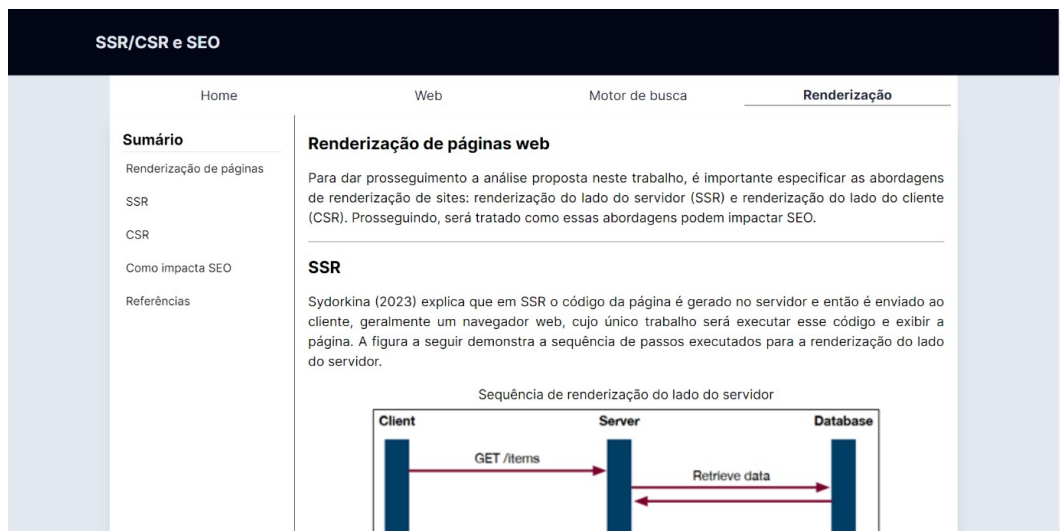 SSR/CSR e SEO
Home
Web
Motor de busca
Renderização
Sumário
Renderização de páginas
SSR
CSR
Como impacta SEO
Referências
Renderização de páginas web
Para dar prosseguimento a análise proposta neste trabalho, é importante especificar as abordagens
de renderização de sites: renderização do lado do servidor (SSR) e renderização do lado do cliente
(CSR). Prosseguindo, será tratado como essas abordagens podem impactar SEO.
SSR
Sydorkina (2023) explica que em SSR o código da página é gerado no servidor e então é enviado ao
cliente, geralmente um navegador web, cujo único trabalho será executar esse código e exibir a
página. A figura a seguir demonstra a sequência de passos executados para a renderização do lado
do servidor.
Sequência de renderização do lado do servidor
Client
Server
Database
GET /items
Retrieve data